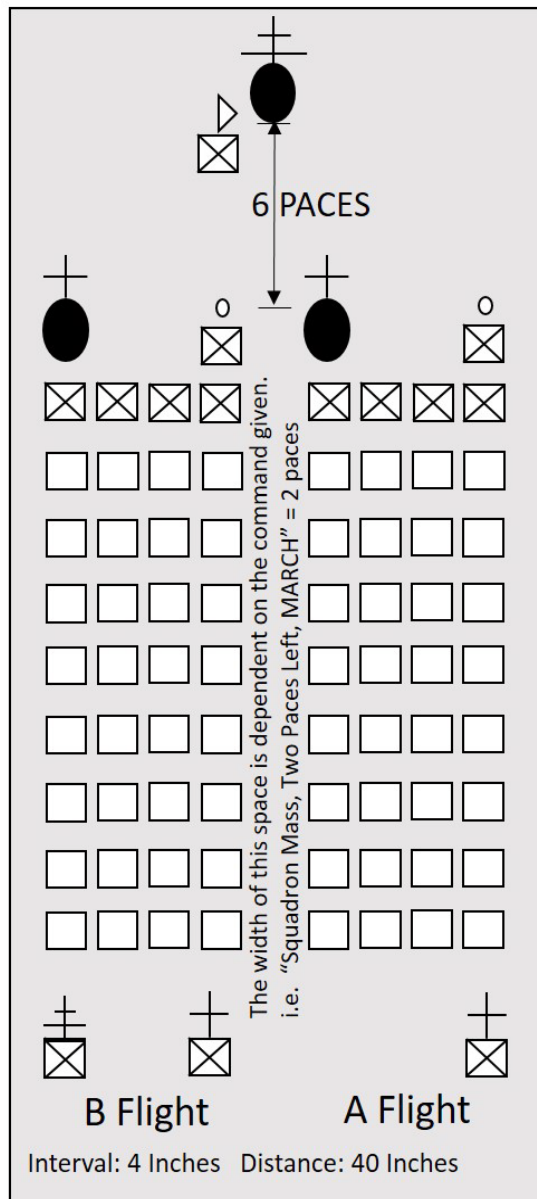 6 PACES
The width of this space is dependent on the command given.
i.e. “Squadron Mass, Two Paces Left, MARCH” = 2 paces
B Flight
A Flight
Interval: 4 Inches Distance: 40 Inches